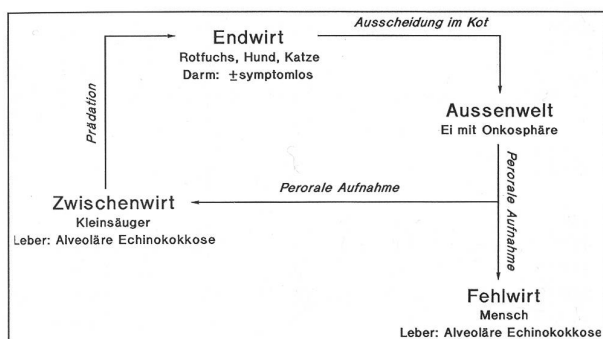 Ausscheidung im Kot
Endwirt
Rotfuchs, Hund, Katze
Darm: ±symptomlos
Prädation
Aussenwelt
Ei mit Onkosphäre
Perorale Aufnahme
Perorale Aufnahme
Zwischenwirt
Kleinsäuger
Leber: Alveoläre Echinokokkose
Fehlwirt
Mensch
Leber: Alveoläre Echinokokkose